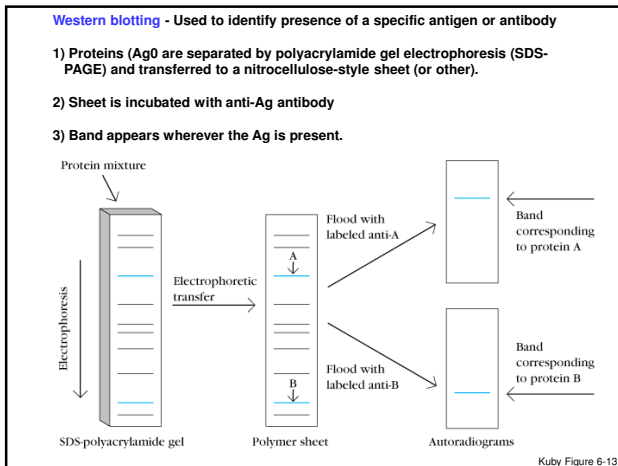 Western blotting - Used to identify presence of a specific antigen or antibody
1) Proteins (Ag0 are separated by polyacrylamide gel electrophoresis (SDS-
PAGE) and transferred to a nitrocellulose-style sheet (or other).
2) Sheet is incubated with anti-Ag antibody
3) Band appears wherever the Ag is present.
Protein mixture
Electrophoresis
SDS-polyacrylamide gel
Electrophoretic
transfer
A
B
Polymer sheet
Flood with
labeled anti-A
Flood with
labeled anti-B
Band
corresponding
to protein A
Band
corresponding
to protein B
Autoradiograms
Kuby Figure 6-13